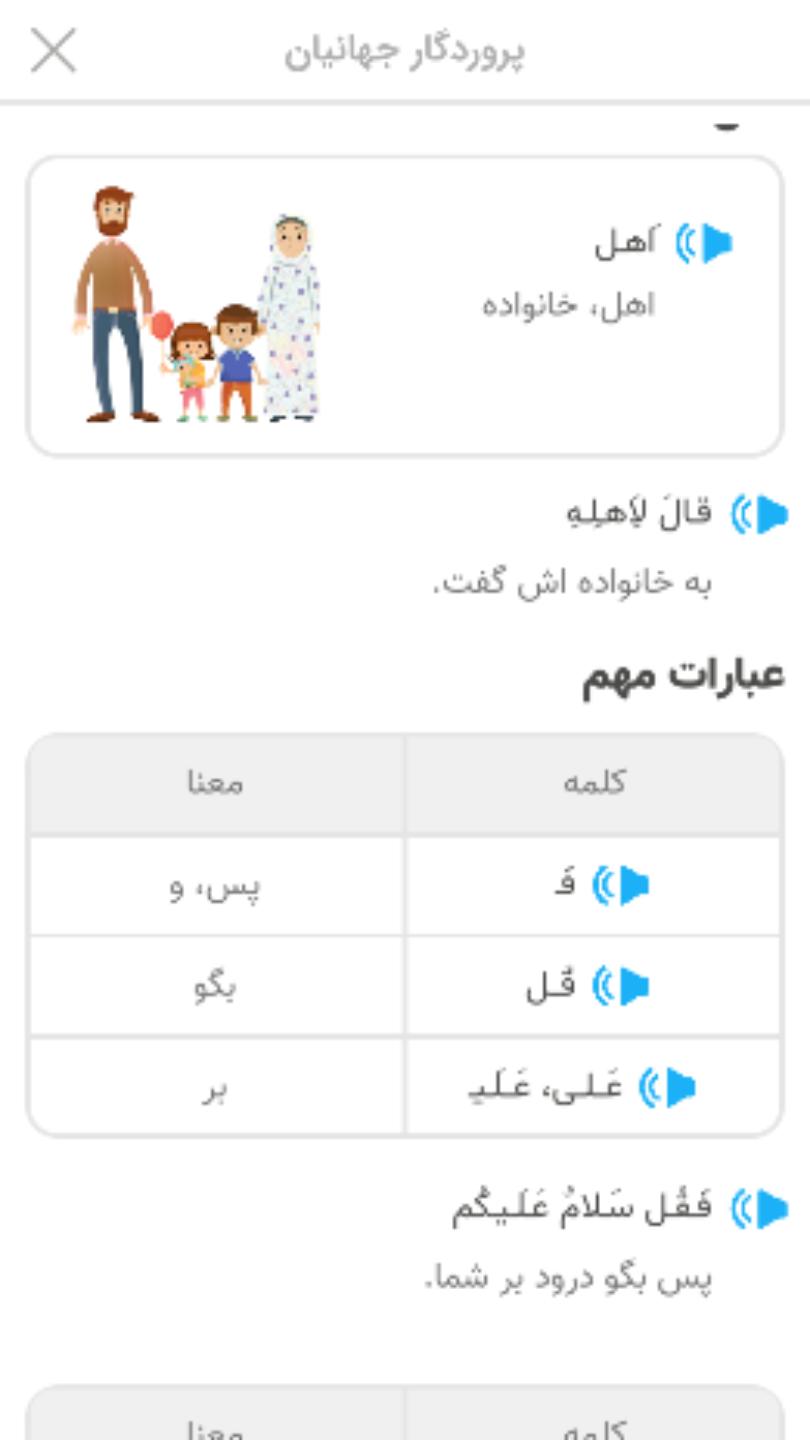 پروردگار جهانیان
اَهل
اهل، خانواده
قالَ لِاَهلِهِ
به خانواده اش گفت.
عبارات مهم
کلمه	معنا
فَـ	پس، و
قُل	بگو
عَلی، عَلَیـ	بر
فَقُل سَلامُ عَلَیکُم
پس بگو درود بر شما.
کلمه	معنا